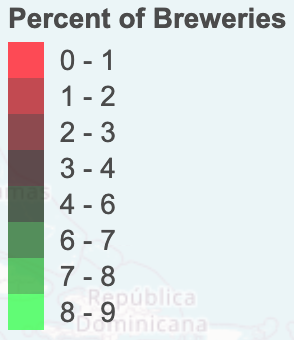 Percent of Breweries
0 - 1
1 - 2
2 - 3
3 - 4
4 - 6
6 - 7
7 - 8
8 - 9
República
Dominicana